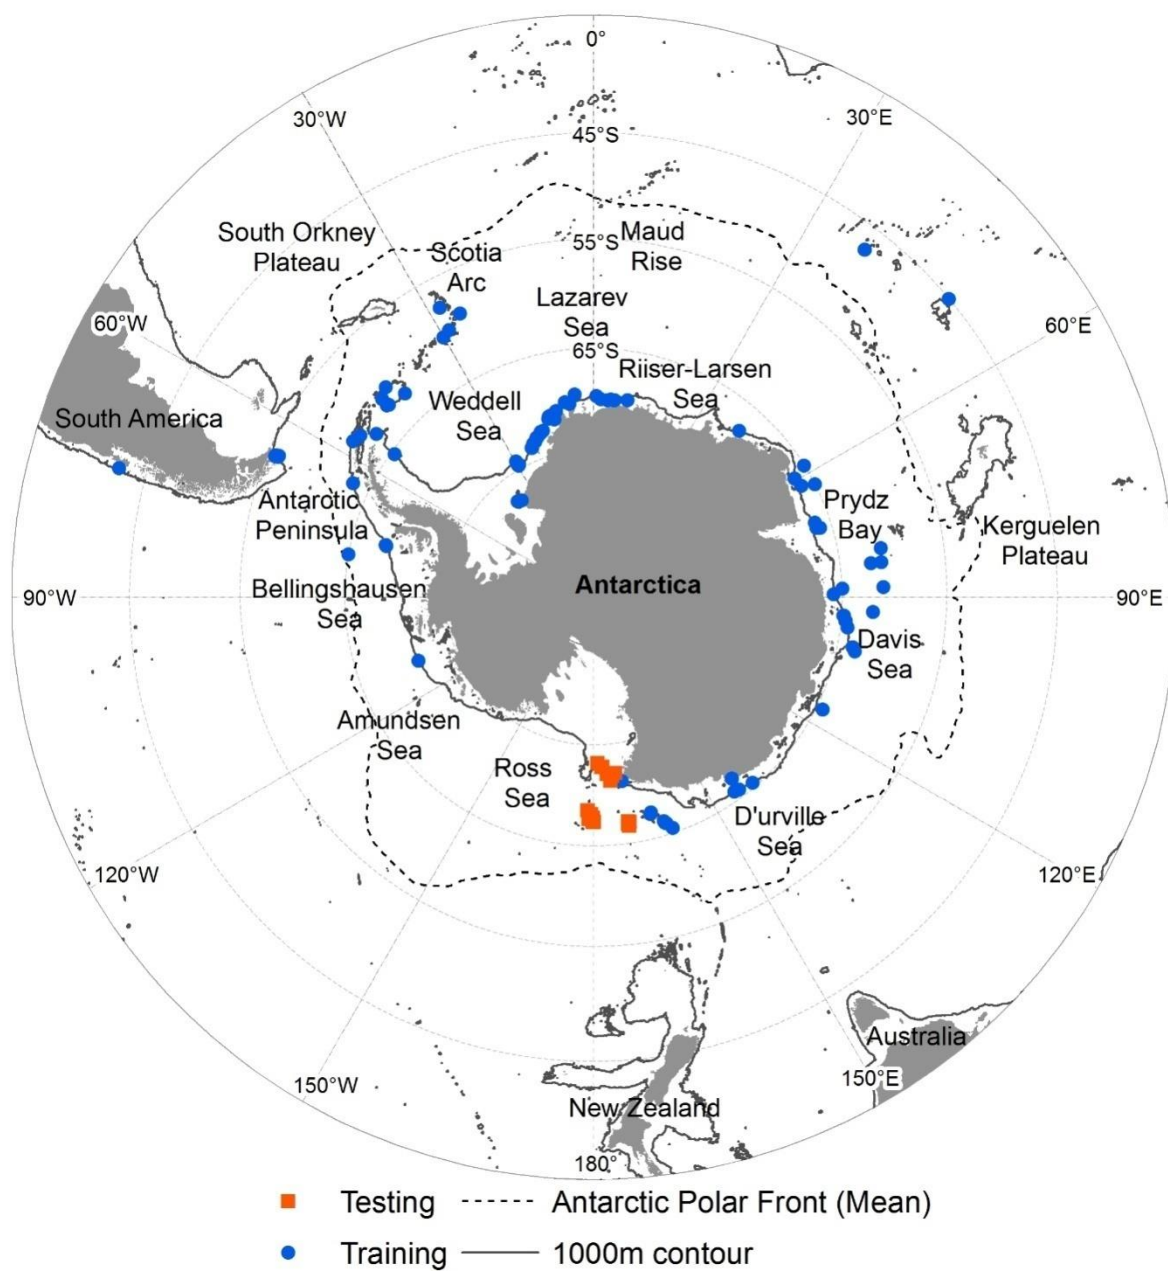 0°
30°W
30°E
45°S
South Orkney
Plateau
Scotia
Arc
55°S
Maud
Rise
60°W
Lazarev
Sea
60°E
65°S
Riiser-Larsen
Sea
South America
Weddell
Sea
Antarctic
Peninsula
Prydz
Bay
Kerguelen
Plateau
90°W
Bellingshausen
Sea
Antarctica
90°E
Davis
Sea
Amundsen
Sea
Ross
Sea
D'urville
Sea
120°W
120°E
Australia
150°W
150°E
New Zealand
180°
Testing
Antarctic Polar Front (Mean)
Training
1000m contour